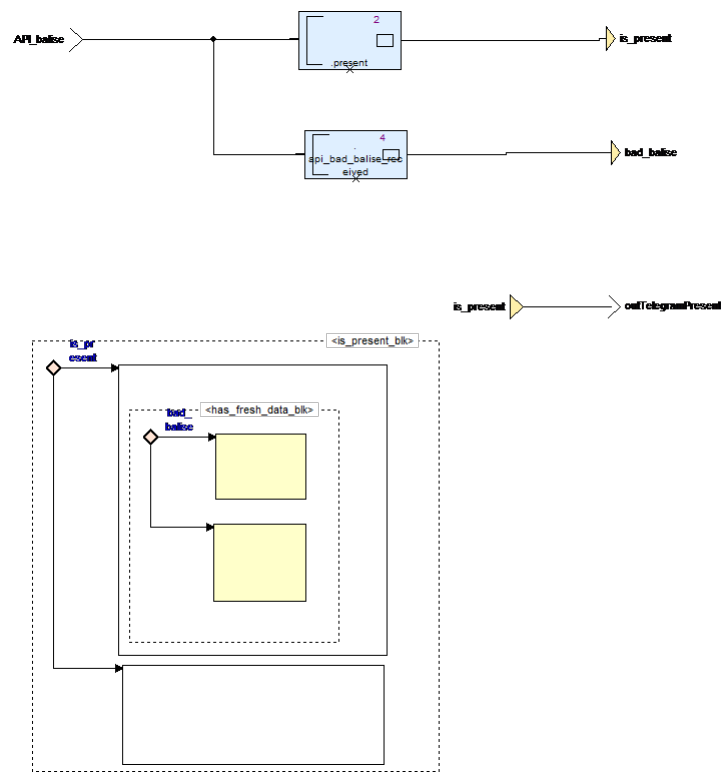 2
API_balise
is_present
.present
4
.
api_bad_balise_rec
eived
bad_balise
is_present
outTelegramPresent
<is_present_blk>
is_pr
esent
<has_fresh_data_blk>
bad_
balise